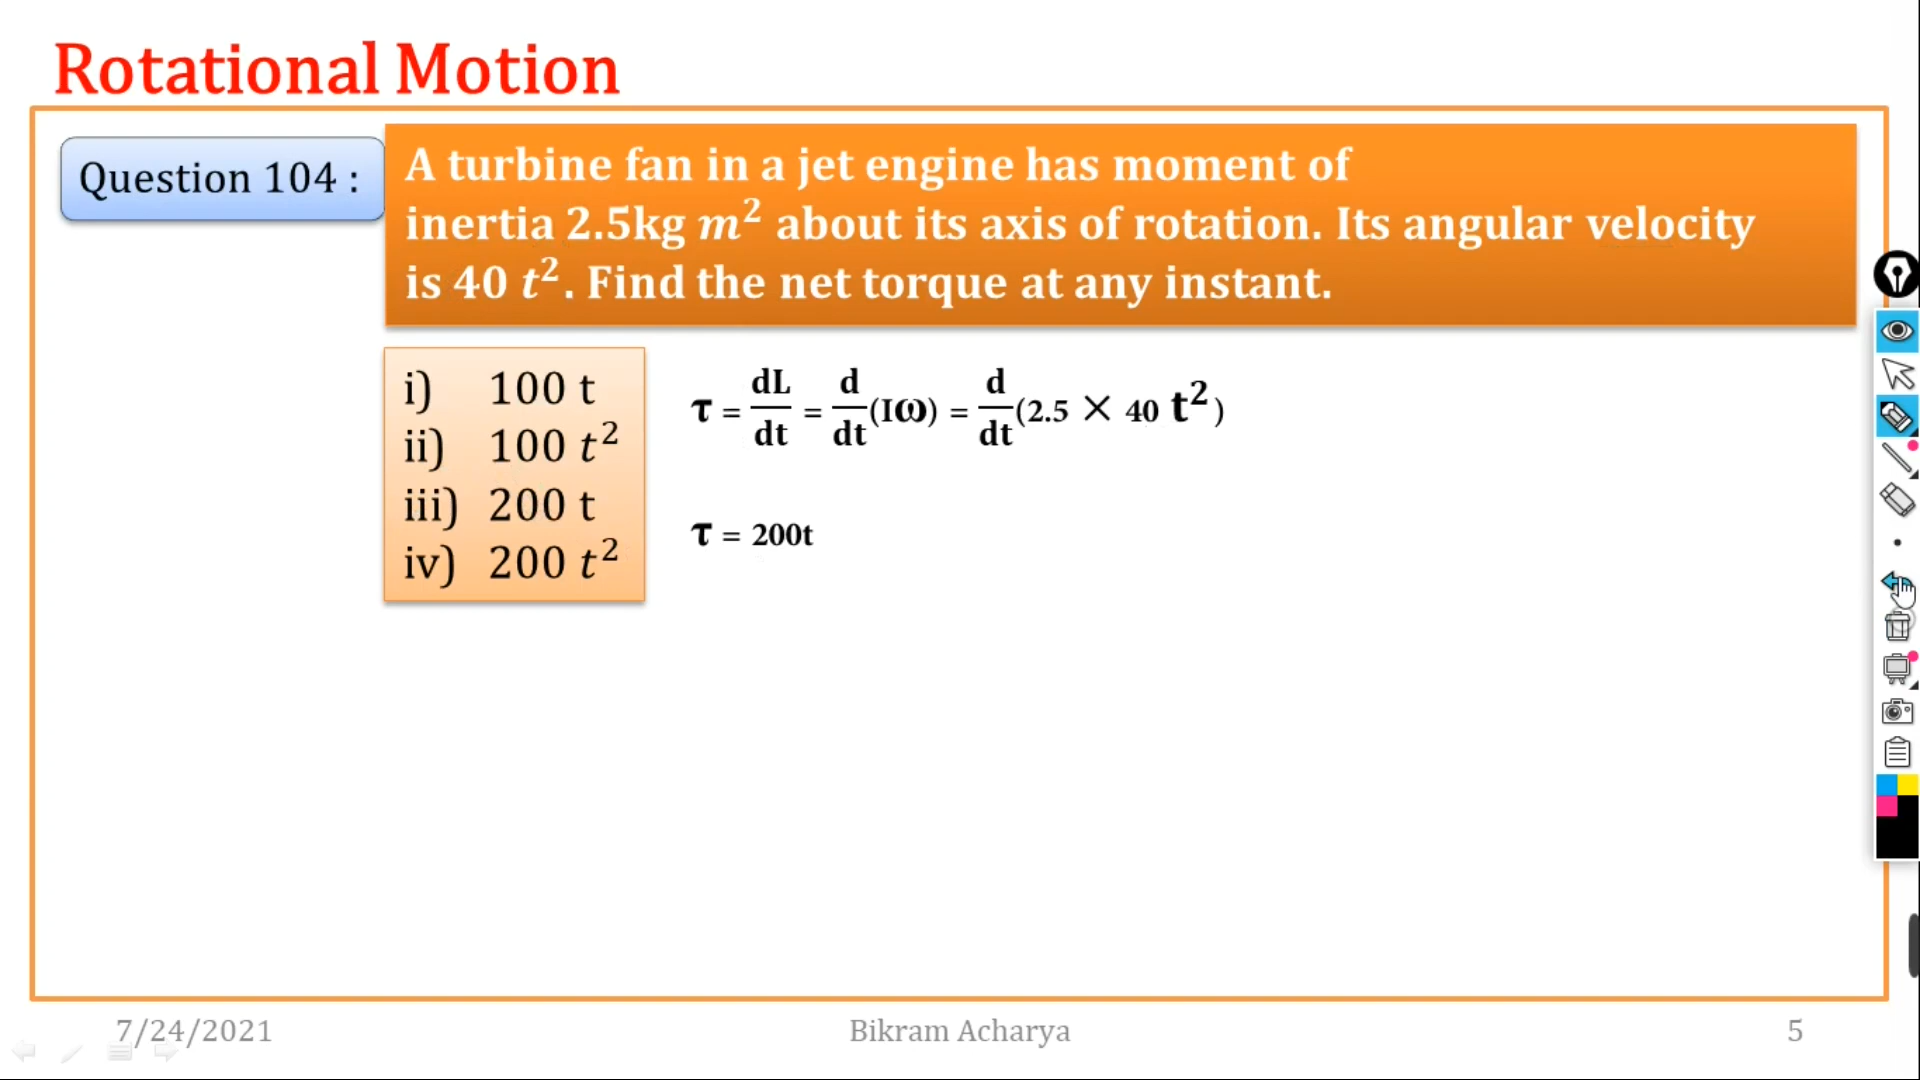 Rotational Motion
Question 104 :
A turbine fan in a jet engine has moment of
inertia 2.5kg m² about its axis of rotation. Its angular velocity
is 40 t². Find the net torque at any instant.
i) 100 t
ii) 100 t²
iii) 200 t
iv) 200 t²
τ = dL/dt = d/dt(Iω) = d/dt(2.5 × 40 t²)
τ = 200t
7/24/2021
Bikram Acharya
5